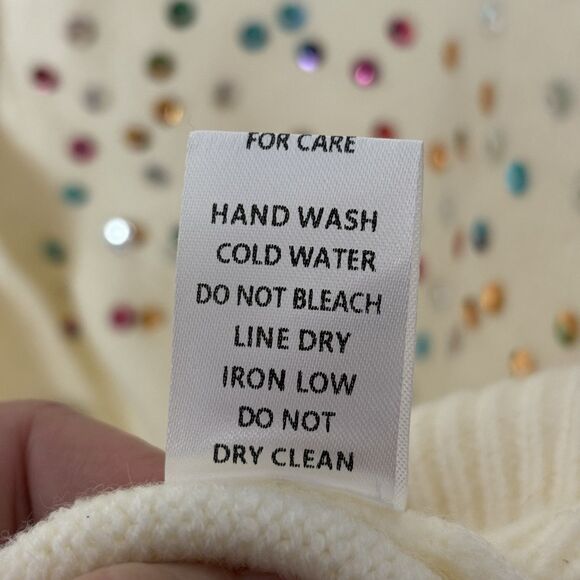 FOR CARE
HAND WASH
COLD WATER
DO NOT BLEACH
LINE DRY
IRON LOW
DO NOT
DRY CLEAN